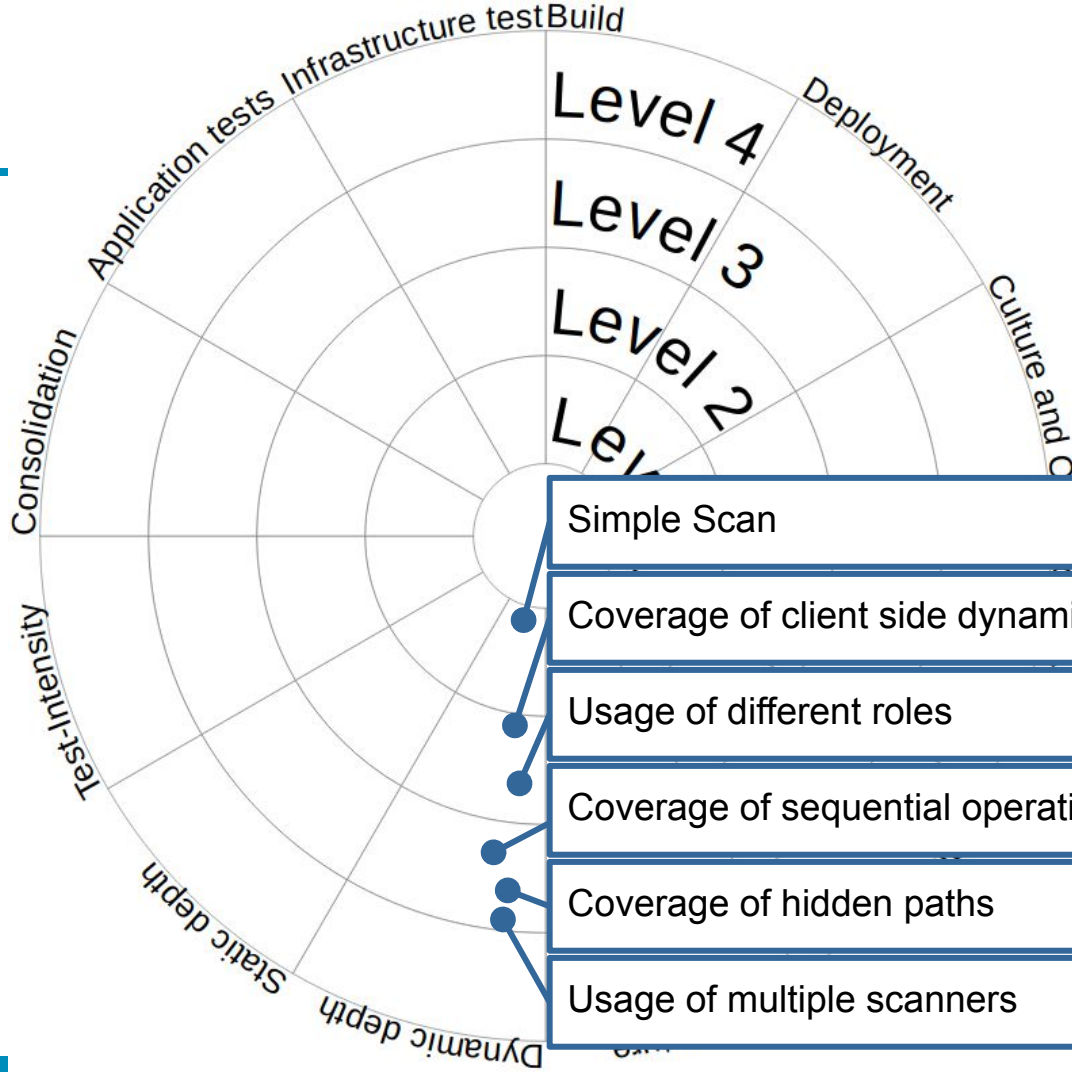 Infrastructure test
Build
Deployment
Culture and
Application tests
Consolidation
Test-Intensity
Static depth
Dynamic depth
Level 4
Level 3
Level 2
Simple Scan
Coverage of client side
Usage of different roles
Coverage of sequential
Coverage of hidden paths
Usage of multiple scanners